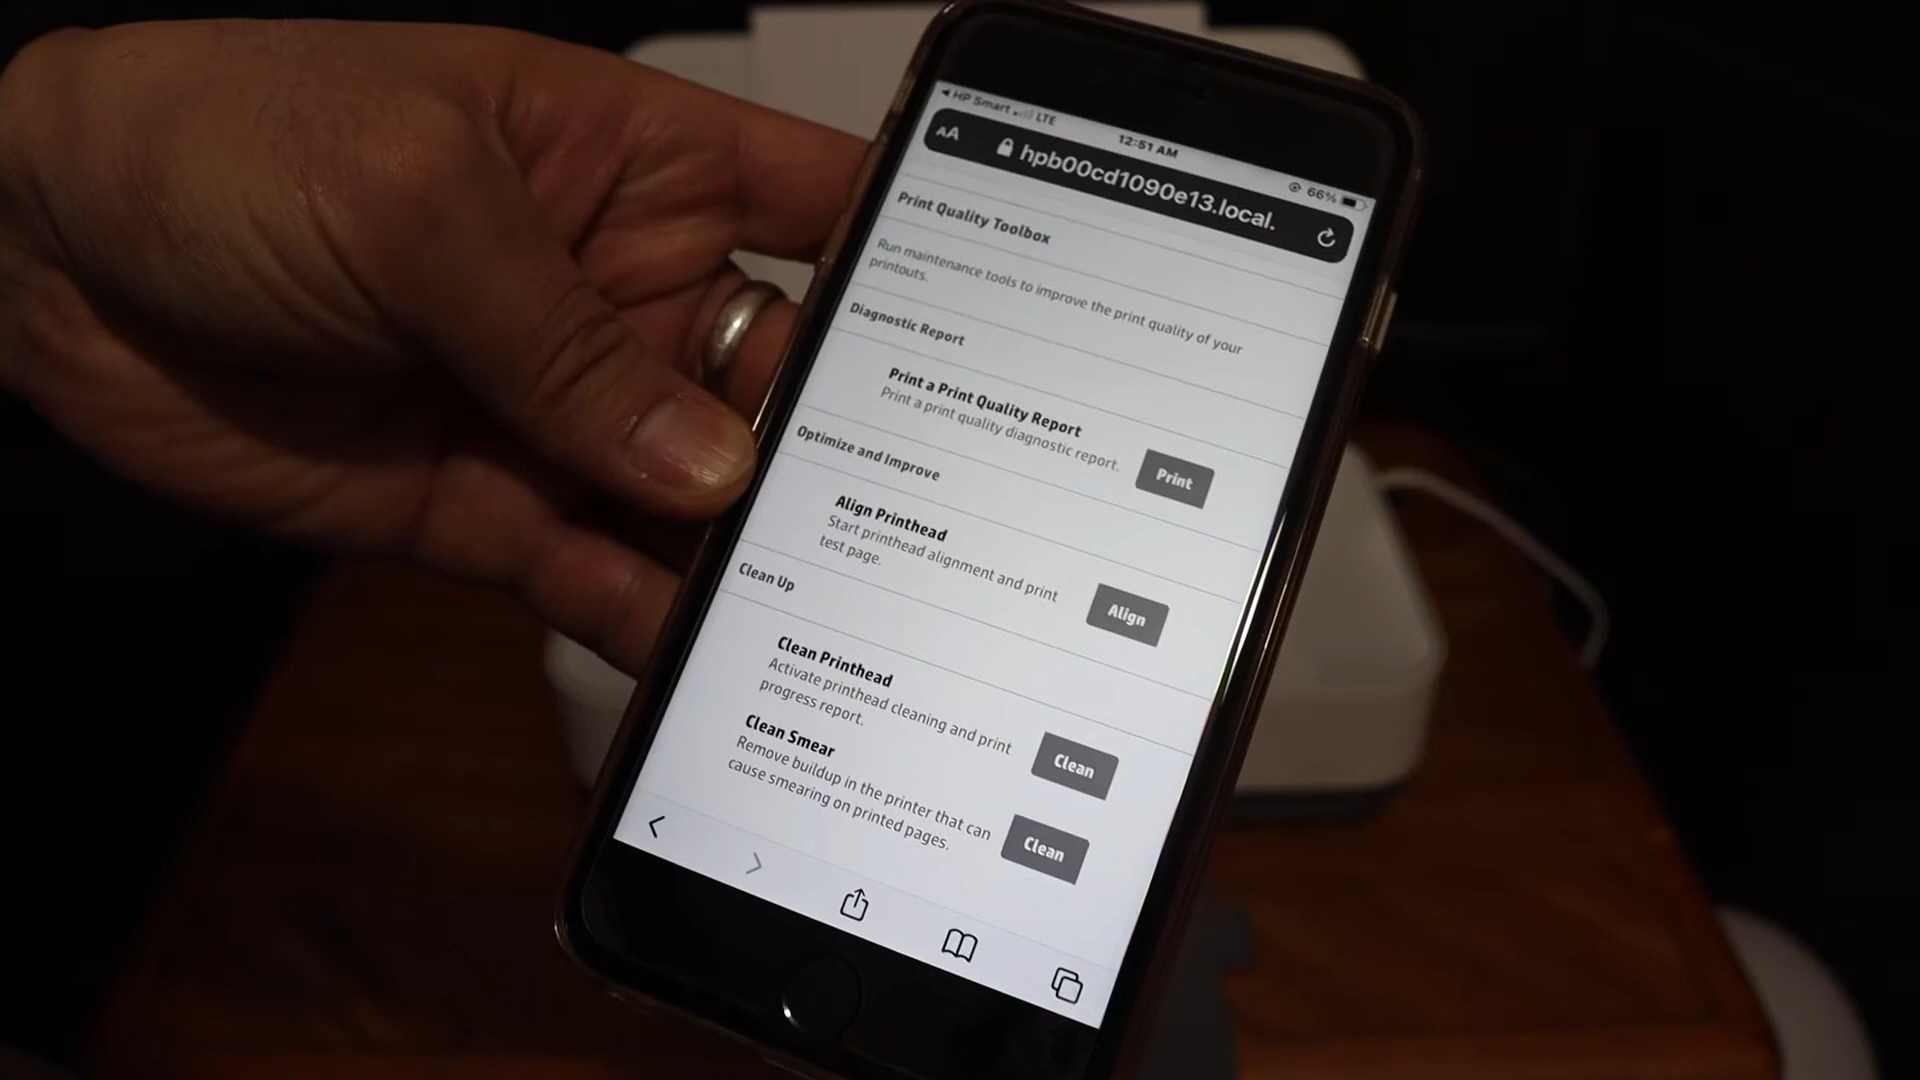 HP Smart LTE 12:51 AM 66%
AA hpb00cd1090e13.local.
Print Quality Toolbox
Run maintenance tools to improve the print quality of your
printouts.
Diagnostic Report
Print a Print Quality Report
Print a print quality diagnostic report.
Print
Optimize and Improve
Align Printhead
Start printhead alignment and print
test page.
Align
Clean Up
Clean Printhead
Activate printhead cleaning and print
progress report.
Clean
Clean Smear
Remove buildup in the printer that can
cause smearing on printed pages.
Clean